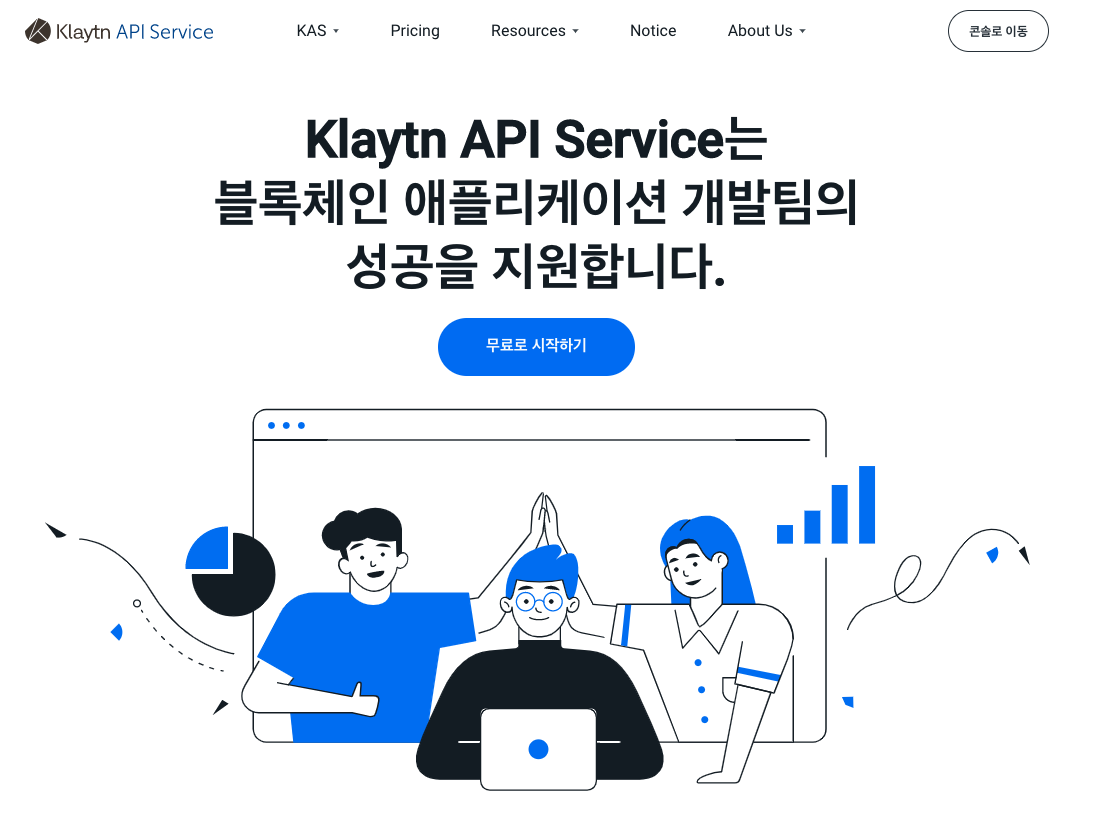 Klaytn API Service
KAS
Pricing
Resources
Notice
About Us
콘솔로 이동
Klaytn API Service는
블록체인 애플리케이션 개발팀의
성공을 지원합니다.
무료로 시작하기